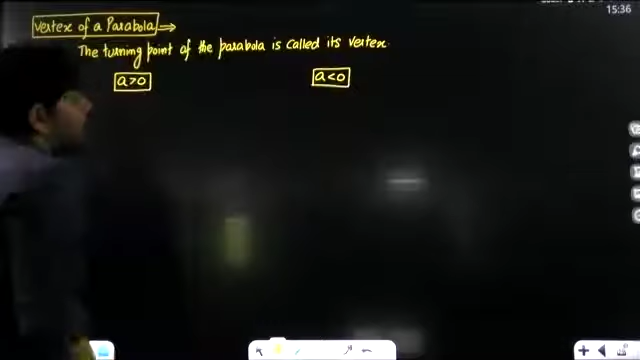 15:36
Vertex of a Parabola ⇒
The turning point of the parabola is called its vertex.
a>0 a<0